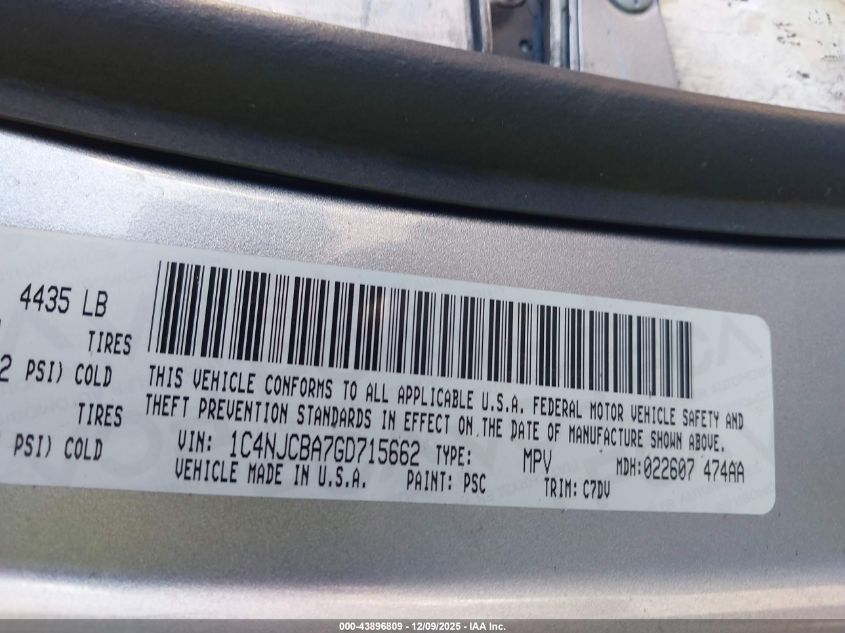 4435 LB
TIRES
2 PSI) COLD
TIRES
PSI) COLD
THIS VEHICLE CONFORMS TO ALL APPLICABLE U.S.A. FEDERAL MOTOR VEHICLE SAFETY AND
THEFT PREVENTION STANDARDS IN EFFECT ON THE DATE OF MANUFACTURE SHOWN ABOVE.
VIN: 1C4NJCBA7GD715662 TYPE: MPV MDH:022607 474AA
VEHICLE MADE IN U.S.A. PAINT: PSC TRIM: C7DV
000-43896809 - 12/09/2025 - IAA Inc.